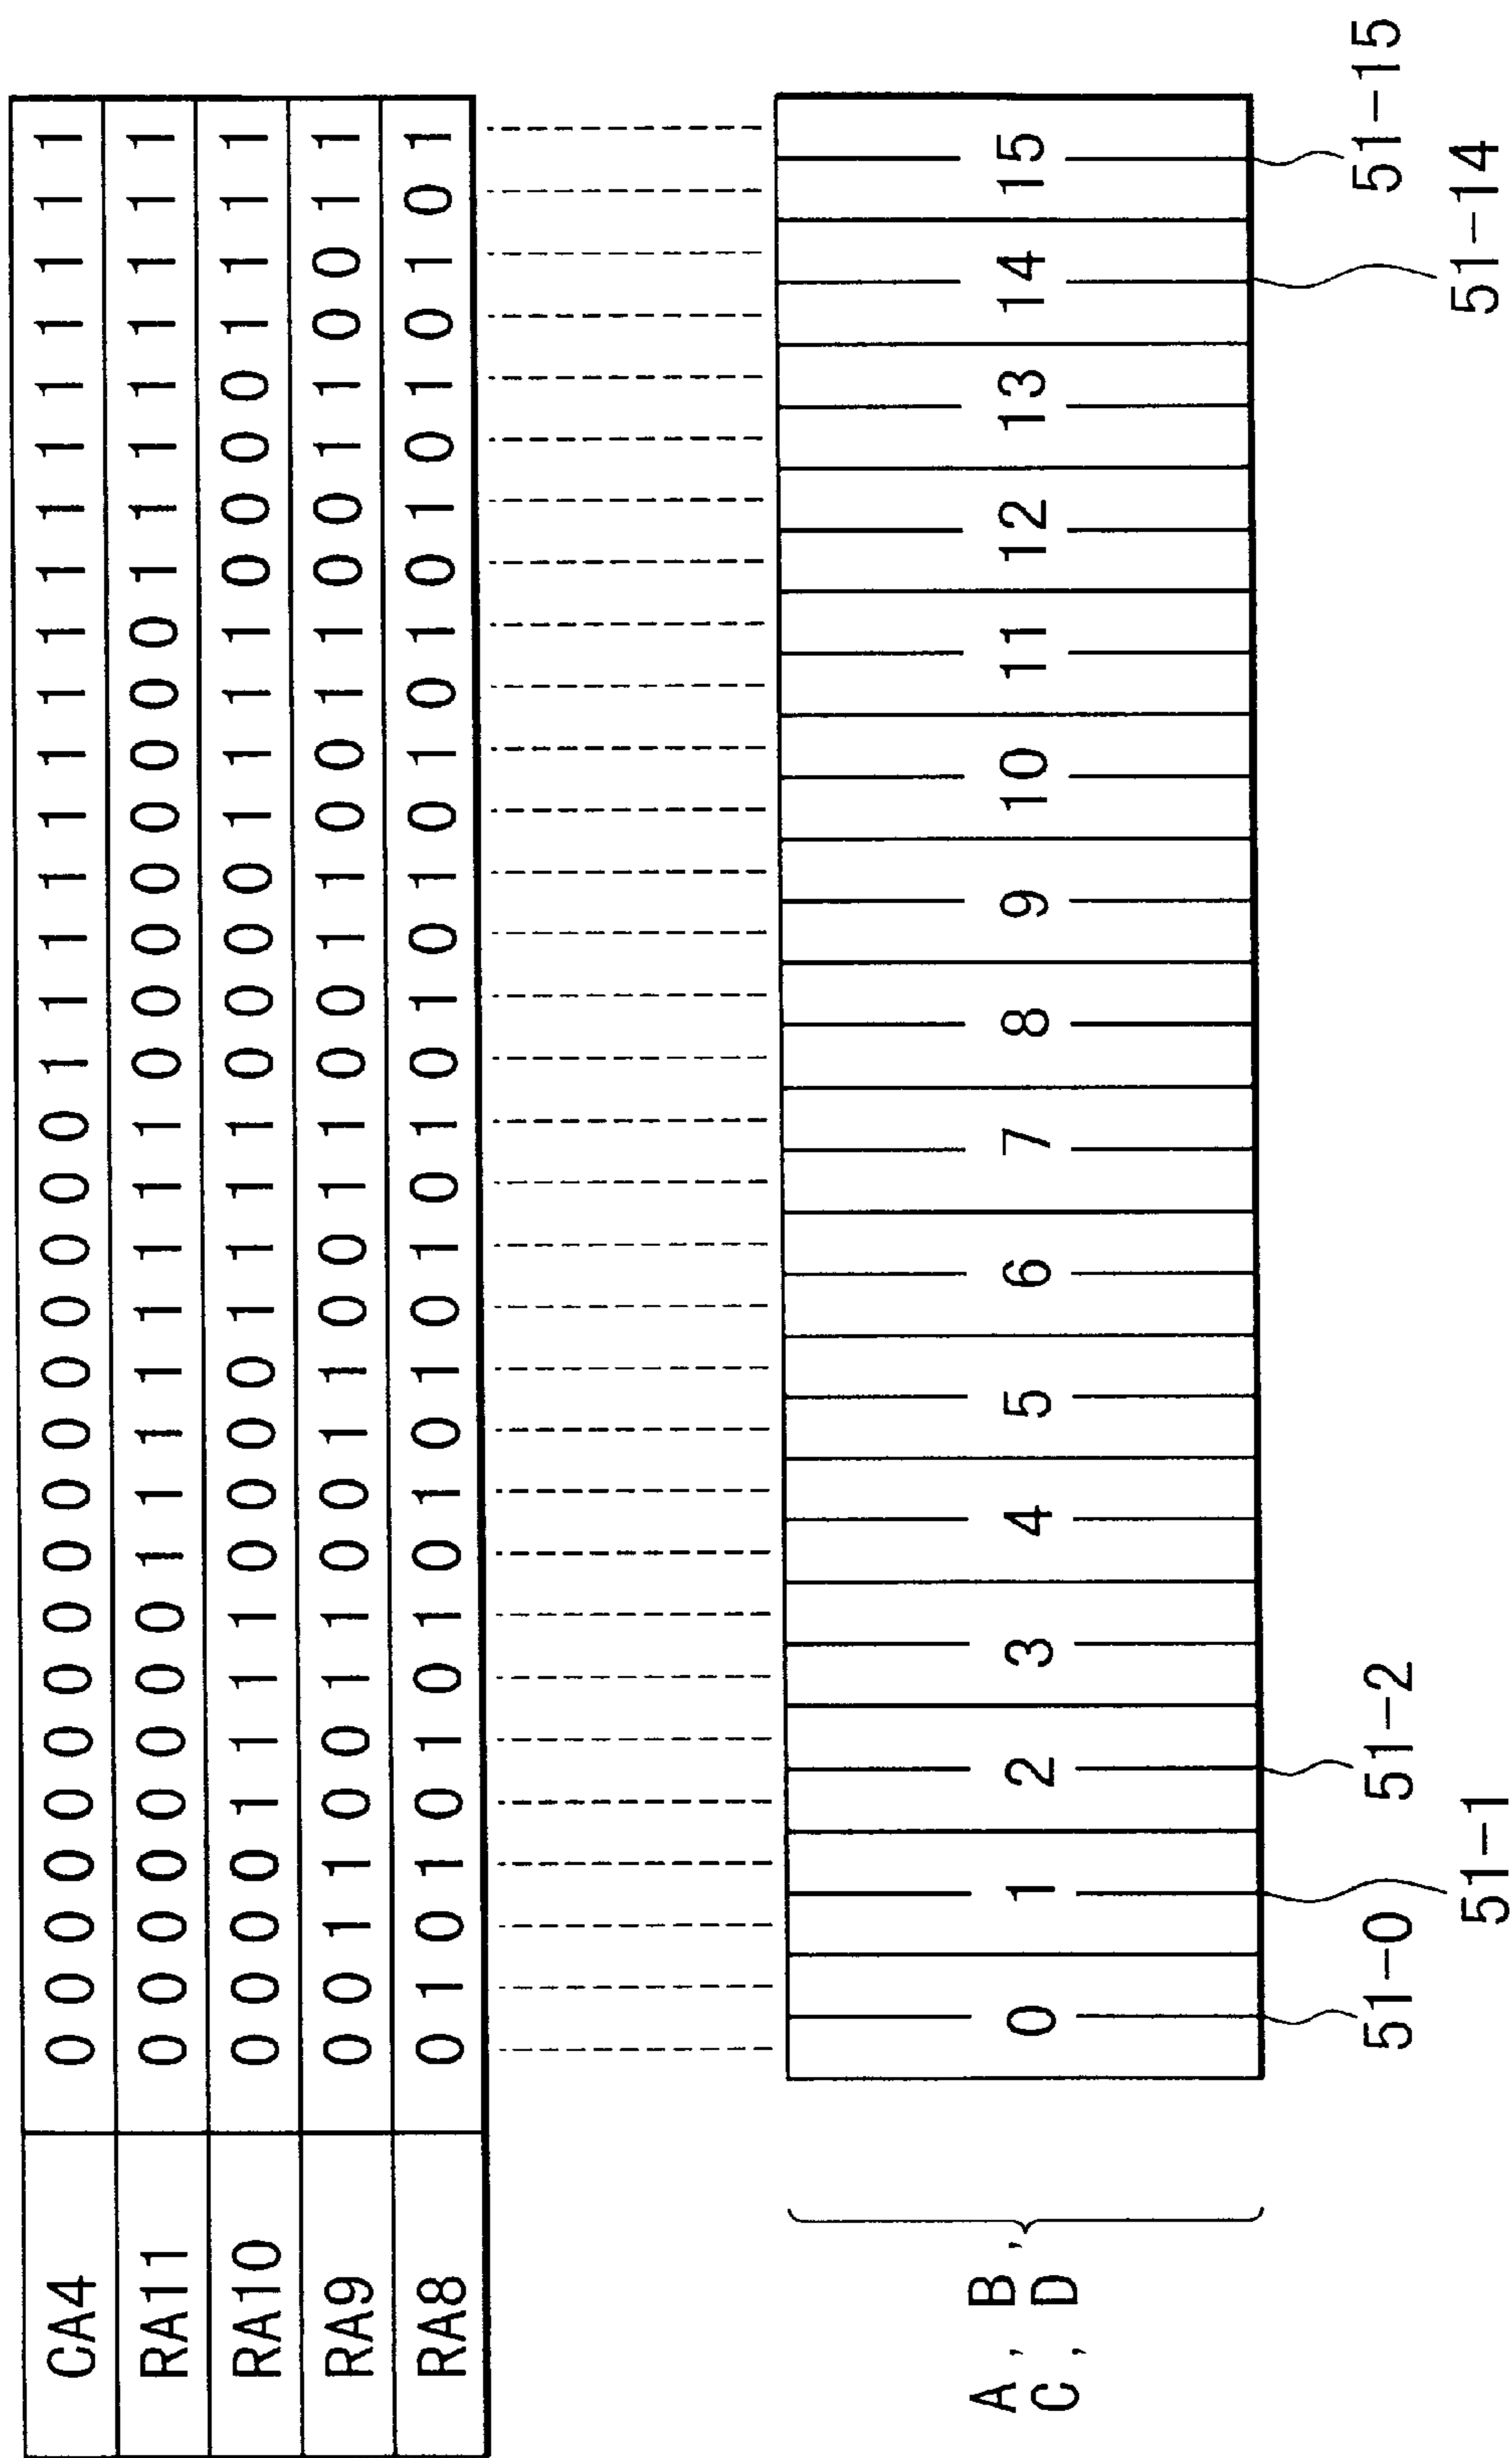 CA4 0 0 0 0 0 0 0 0 0 0 0 0 0 0 0 0 1 1 1 1 1 1 1 1 1 1 1 1 1 1 1 1
RA11 0 0 0 0 0 0 0 0 1 1 1 1 1 1 1 1 0 0 0 0 0 0 0 0 1 1 1 1 1 1 1 1
RA10 0 0 0 0 1 1 1 1 0 0 0 0 1 1 1 1 0 0 0 0 1 1 1 1 0 0 0 0 1 1 1 1
RA9 0 0 1 1 0 0 1 1 0 0 1 1 0 0 1 1 0 0 1 1 0 0 1 1 0 0 1 1 0 0 1 1
RA8 0 1 0 1 0 1 0 1 0 1 0 1 0 1 0 1 0 1 0 1 0 1 0 1 0 1 0 1 0 1 0 1
A, B,
C, D
0 1 2 3 4 5 6 7 8 9 10 11 12 13 14 15
51-0 51-2 51-15
51-1 51-14